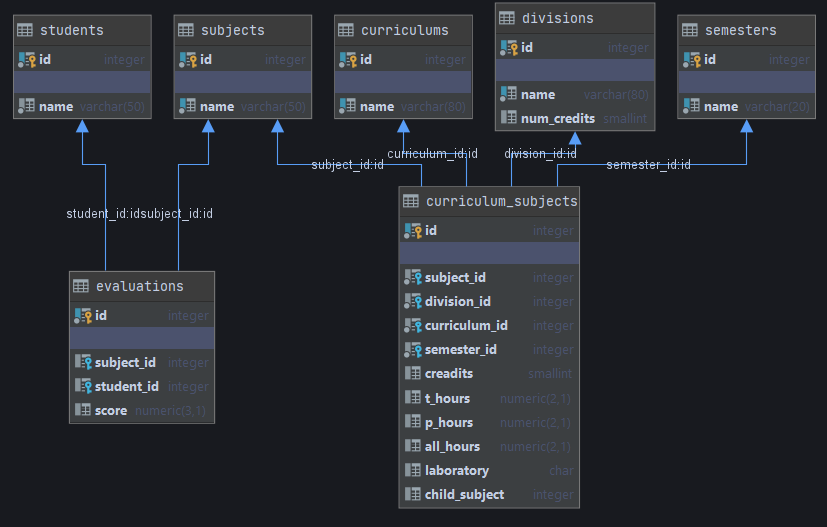 students
id integer
name varchar(50)
subjects
id integer
name varchar(50)
curriculums
id integer
name varchar(80)
divisions
id integer
name varchar(80)
num_credits smallint
semesters
id integer
name varchar(20)
subject_id:id
curriculum_id:id
division_id:id
semester_id:id
student_id:id
subject_id:id
evaluations
id integer
subject_id integer
student_id integer
score numeric(3,1)
curriculum_subjects
id integer
subject_id integer
division_id integer
curriculum_id integer
semester_id integer
creadits smallint
t_hours numeric(2,1)
p_hours numeric(2,1)
all_hours numeric(2,1)
laboratory char
child_subject integer